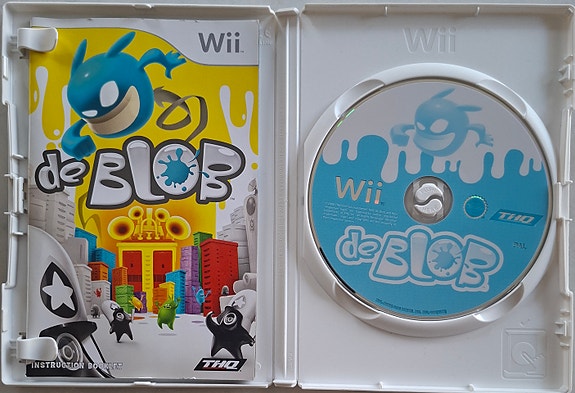 Wii
de BLOB
INSTRUCTION BOOKLET
THQ
Wii
Wii
THQ
de BLOB